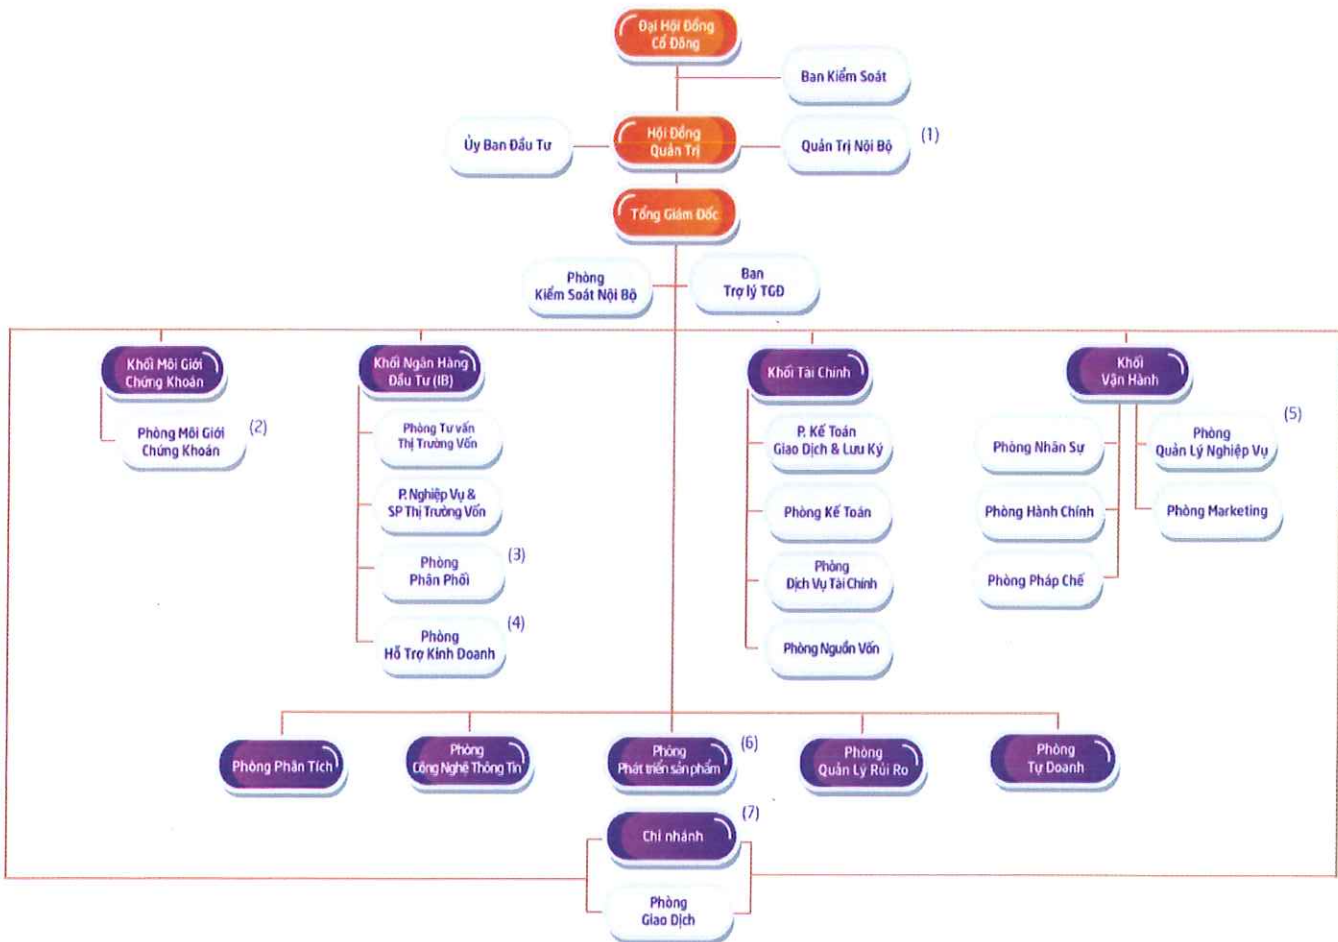 Đại Hội Đồng
Cổ Đông
Ban Kiểm Soát
Ủy Ban Đầu Tư
Hội Đồng
Quản Trị
Quản Trị Nội Bộ
(1)
Tổng Giám Đốc
Phòng
Kiểm Soát Nội Bộ
Ban
Trợ lý TGĐ
Khối Môi Giới
Chứng Khoán
Khối Ngân Hàng
Đầu Tư (IB)
Khối Tài Chính
Khối
Vận Hành
Phòng Môi Giới
Chứng Khoán
(2)
Phòng Tư vấn
Thị Trường Vốn
P. Nghiệp Vụ &
SP Thị Trường Vốn
Phòng
Phân Phối
(3)
Phòng
Hỗ Trợ Kinh Doanh
(4)
P. Kế Toán
Giao Dịch & Lưu Ký
Phòng Kế Toán
Phòng
Dịch Vụ Tài Chính
Phòng Nguồn Vốn
Phòng Nhân Sự
Phòng Hành Chính
Phòng Pháp Chế
Phòng
Quản Lý Nghiệp Vụ
(5)
Phòng Marketing
Phòng Phân Tích
Phòng
Công Nghệ Thông Tin
Phòng
Phát triển sản phẩm
(6)
Phòng
Quản Lý Rủi Ro
Phòng
Tự Doanh
Chi nhánh
(7)
Phòng
Giao Dịch